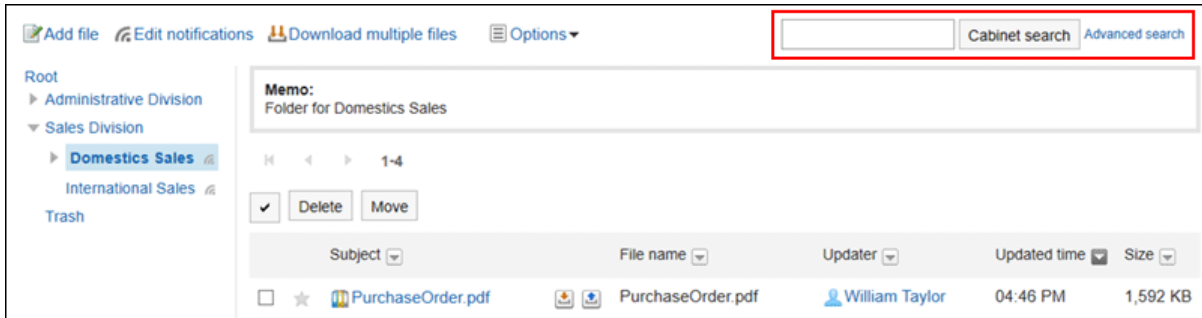 Add file Edit notifications Download multiple files Options Cabinet search Advanced search
Root
Administrative Division
Sales Division
Domestics Sales
International Sales
Trash
Memo:
Folder for Domestics Sales
1-4
Delete Move
Subject File name Updater Updated time Size
PurchaseOrder.pdf PurchaseOrder.pdf William Taylor 04:46 PM 1,592 KB